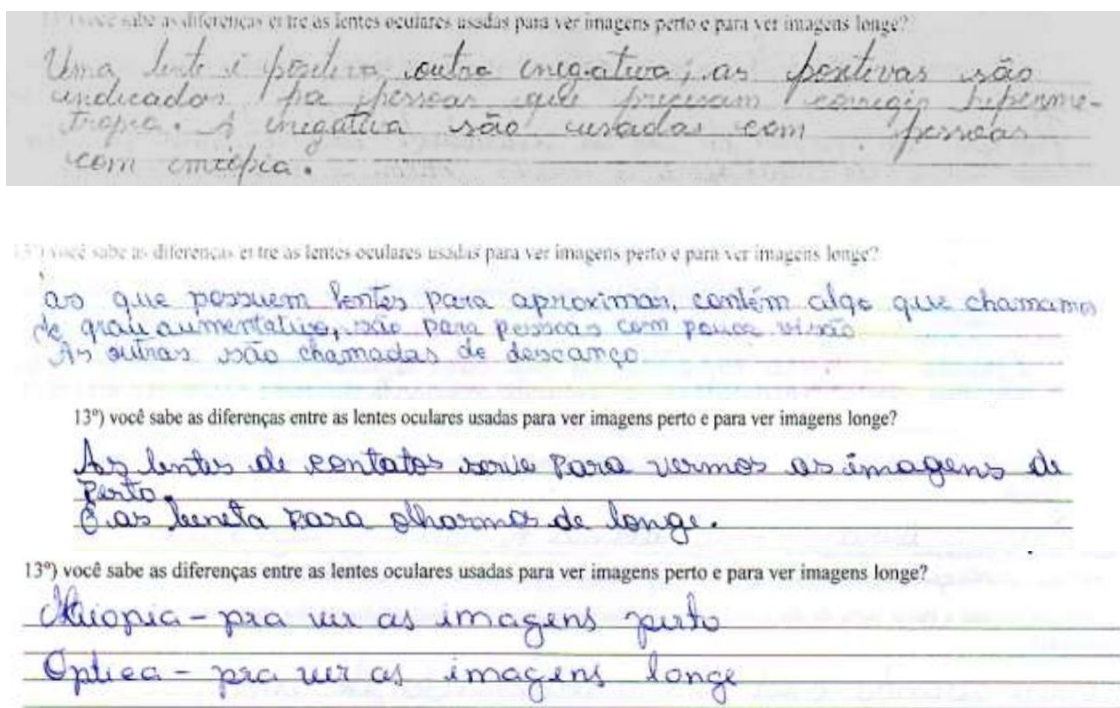 13º) você sabe as diferenças entre as lentes oculares usadas para ver imagens perto e para ver imagens longe?
Uma lente é positiva, outra negativa; as positivas são
indicadas pa pessoas que precisam corregir hiperme-
tropia. A negativa são usadas com pessoas
com miopia.
13º) você sabe as diferenças entre as lentes oculares usadas para ver imagens perto e para ver imagens longe?
as que possuem lentes para aproximar, contém algo que chamamos
de grau aumentativo, são para pessoas com pouca visão.
As outras são chamadas de descanço.
13º) você sabe as diferenças entre as lentes oculares usadas para ver imagens perto e para ver imagens longe?
As lentes de contatos serve para vermos as imagens de
Perto.
E as luneta para olharmos de longe.
13º) você sabe as diferenças entre as lentes oculares usadas para ver imagens perto e para ver imagens longe?
Miopia - pra ver as imagens perto
Optica - pra ver as imagens longe